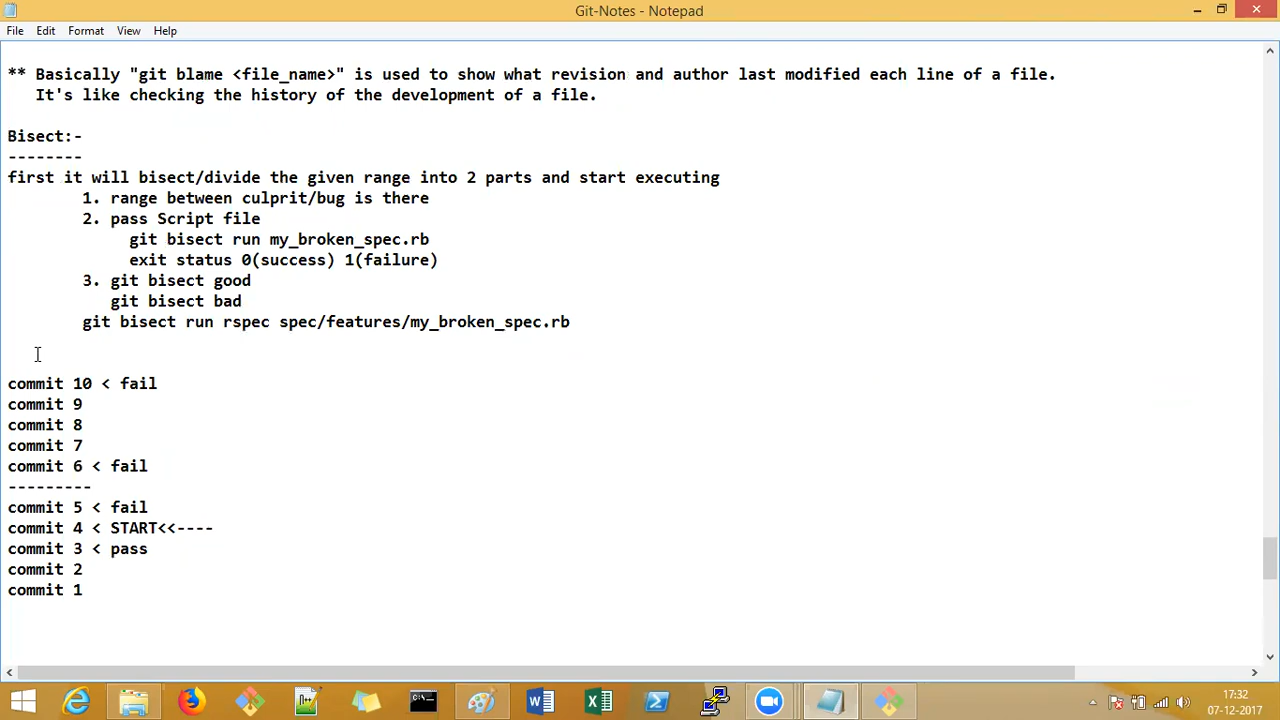 Git-Notes - Notepad
File Edit Format View Help
** Basically "git blame <file_name>" is used to show what revision and author last modified each line of a file.
It's like checking the history of the development of a file.
Bisect:-
--------
first it will bisect/divide the given range into 2 parts and start executing
1. range between culprit/bug is there
2. pass Script file
git bisect run my_broken_spec.rb
exit status 0(success) 1(failure)
3. git bisect good
git bisect bad
git bisect run rspec spec/features/my_broken_spec.rb
commit 10 < fail
commit 9
commit 8
commit 7
commit 6 < fail
---------
commit 5 < fail
commit 4 < START<<----
commit 3 < pass
commit 2
commit 1
17:32
07-12-2017